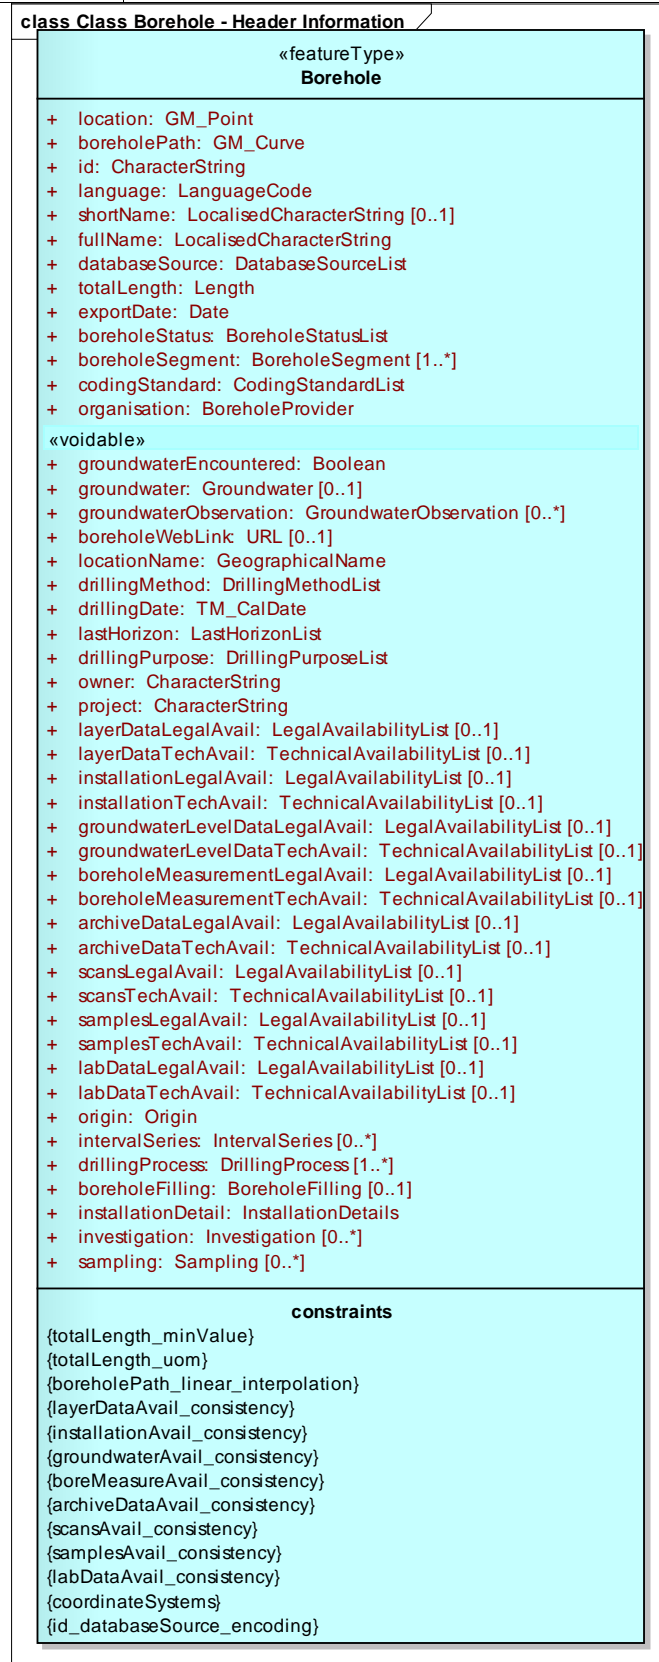 class Class Borehole - Header Information
«featureType»
Borehole
+ location: GM_Point
+ boreholePath: GM_Curve
+ id: CharacterString
+ language: LanguageCode
+ shortName: LocalisedCharacterString [0..1]
+ fullName: LocalisedCharacterString
+ databaseSource: DatabaseSourceList
+ totalLength: Length
+ exportDate: Date
+ boreholeStatus: BoreholeStatusList
+ boreholeSegment: BoreholeSegment [1..*]
+ codingStandard: CodingStandardList
+ organisation: BoreholeProvider
«voidable»
+ groundwaterEncountered: Boolean
+ groundwater: Groundwater [0..1]
+ groundwaterObservation: GroundwaterObservation [0..*]
+ boreholeWebLink: URL [0..1]
+ locationName: GeographicalName
+ drillingMethod: DrillingMethodList
+ drillingDate: TM_CalDate
+ lastHorizon: LastHorizonList
+ drillingPurpose: DrillingPurposeList
+ owner: CharacterString
+ project: CharacterString
+ layerDataLegalAvail: LegalAvailabilityList [0..1]
+ layerDataTechAvail: TechnicalAvailabilityList [0..1]
+ installationLegalAvail: LegalAvailabilityList [0..1]
+ installationTechAvail: TechnicalAvailabilityList [0..1]
+ groundwaterLevelDataLegalAvail: LegalAvailabilityList [0..1]
+ groundwaterLevelDataTechAvail: TechnicalAvailabilityList [0..1]
+ boreholeMeasurementLegalAvail: LegalAvailabilityList [0..1]
+ boreholeMeasurementTechAvail: TechnicalAvailabilityList [0..1]
+ archiveDataLegalAvail: LegalAvailabilityList [0..1]
+ archiveDataTechAvail: TechnicalAvailabilityList [0..1]
+ scansLegalAvail: LegalAvailabilityList [0..1]
+ scansTechAvail: TechnicalAvailabilityList [0..1]
+ samplesLegalAvail: LegalAvailabilityList [0..1]
+ samplesTechAvail: TechnicalAvailabilityList [0..1]
+ labDataLegalAvail: LegalAvailabilityList [0..1]
+ labDataTechAvail: TechnicalAvailabilityList [0..1]
+ origin: Origin
+ intervalSeries: IntervalSeries [0..*]
+ drillingProcess: DrillingProcess [1..*]
+ boreholeFilling: BoreholeFilling [0..1]
+ installationDetail: InstallationDetails
+ investigation: Investigation [0..*]
+ sampling: Sampling [0..*]
constraints
{totalLength_minValue}
{totalLength_uom}
{boreholePath_linear_interpolation}
{layerDataAvail_consistency}
{installationAvail_consistency}
{groundwaterAvail_consistency}
{boreMeasureAvail_consistency}
{archiveDataAvail_consistency}
{scansAvail_consistency}
{samplesAvail_consistency}
{labDataAvail_consistency}
{coordinateSystems}
{id_databaseSource_encoding}